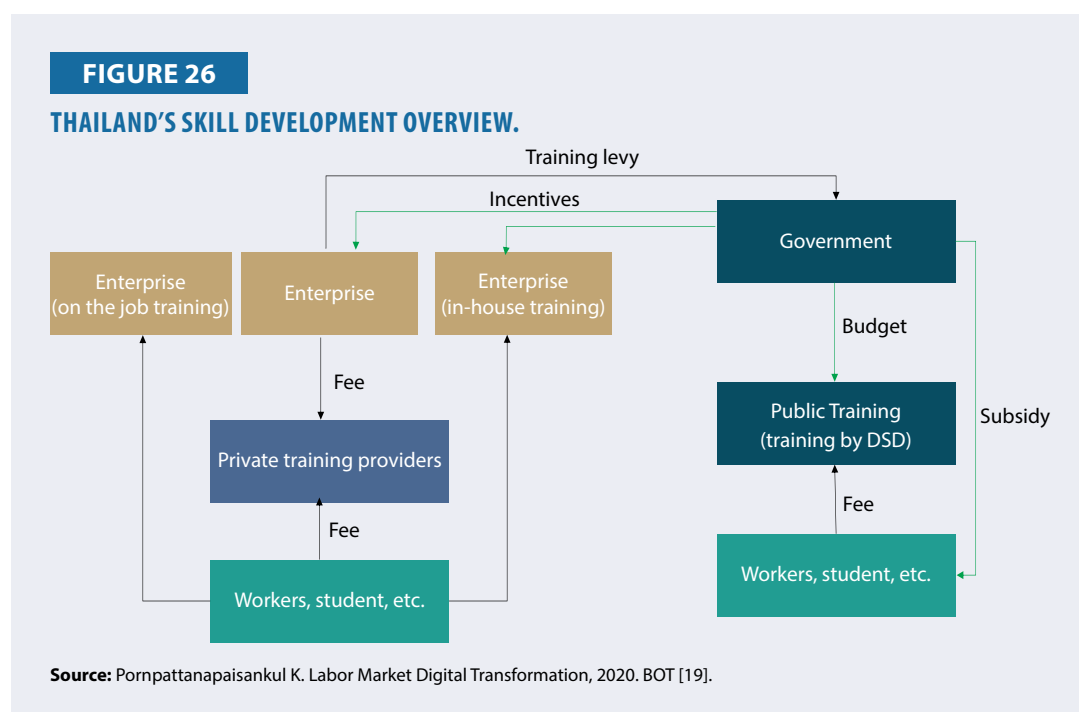 FIGURE 26
THAILAND'S SKILL DEVELOPMENT OVERVIEW.
Training levy
Incentives
Government
Enterprise
(on the job training)
Enterprise
Enterprise
(in-house training)
Budget
Fee
Public Training
(training by DSD)
Subsidy
Private training providers
Fee
Fee
Workers, student, etc.
Workers, student, etc.
Source: Pornpattanapaisankul K. Labor Market Digital Transformation, 2020. BOT [19].